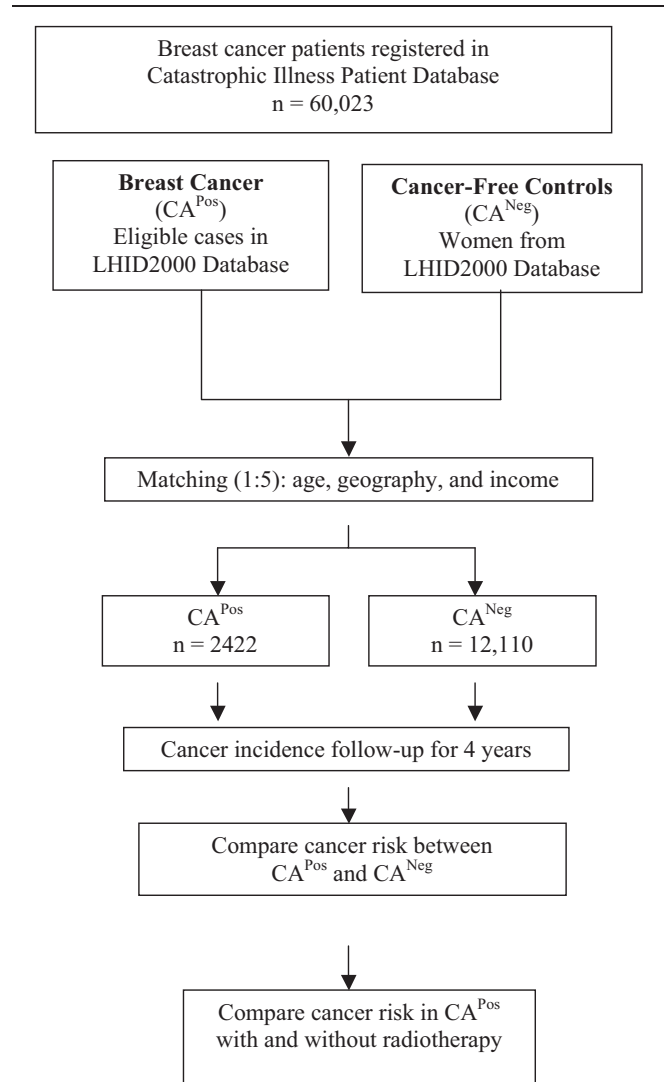 Breast cancer patients registered in
Catastrophic Illness Patient Database
n = 60,023
Breast Cancer
(CA^Pos)
Eligible cases in
LHID2000 Database
Cancer-Free Controls
(CA^Neg)
Women from
LHID2000 Database
Matching (1:5): age, geography, and income
CA^Pos
n = 2422
CA^Neg
n = 12,110
Cancer incidence follow-up for 4 years
Compare cancer risk between
CA^Pos and CA^Neg
Compare cancer risk in CA^Pos
with and without radiotherapy